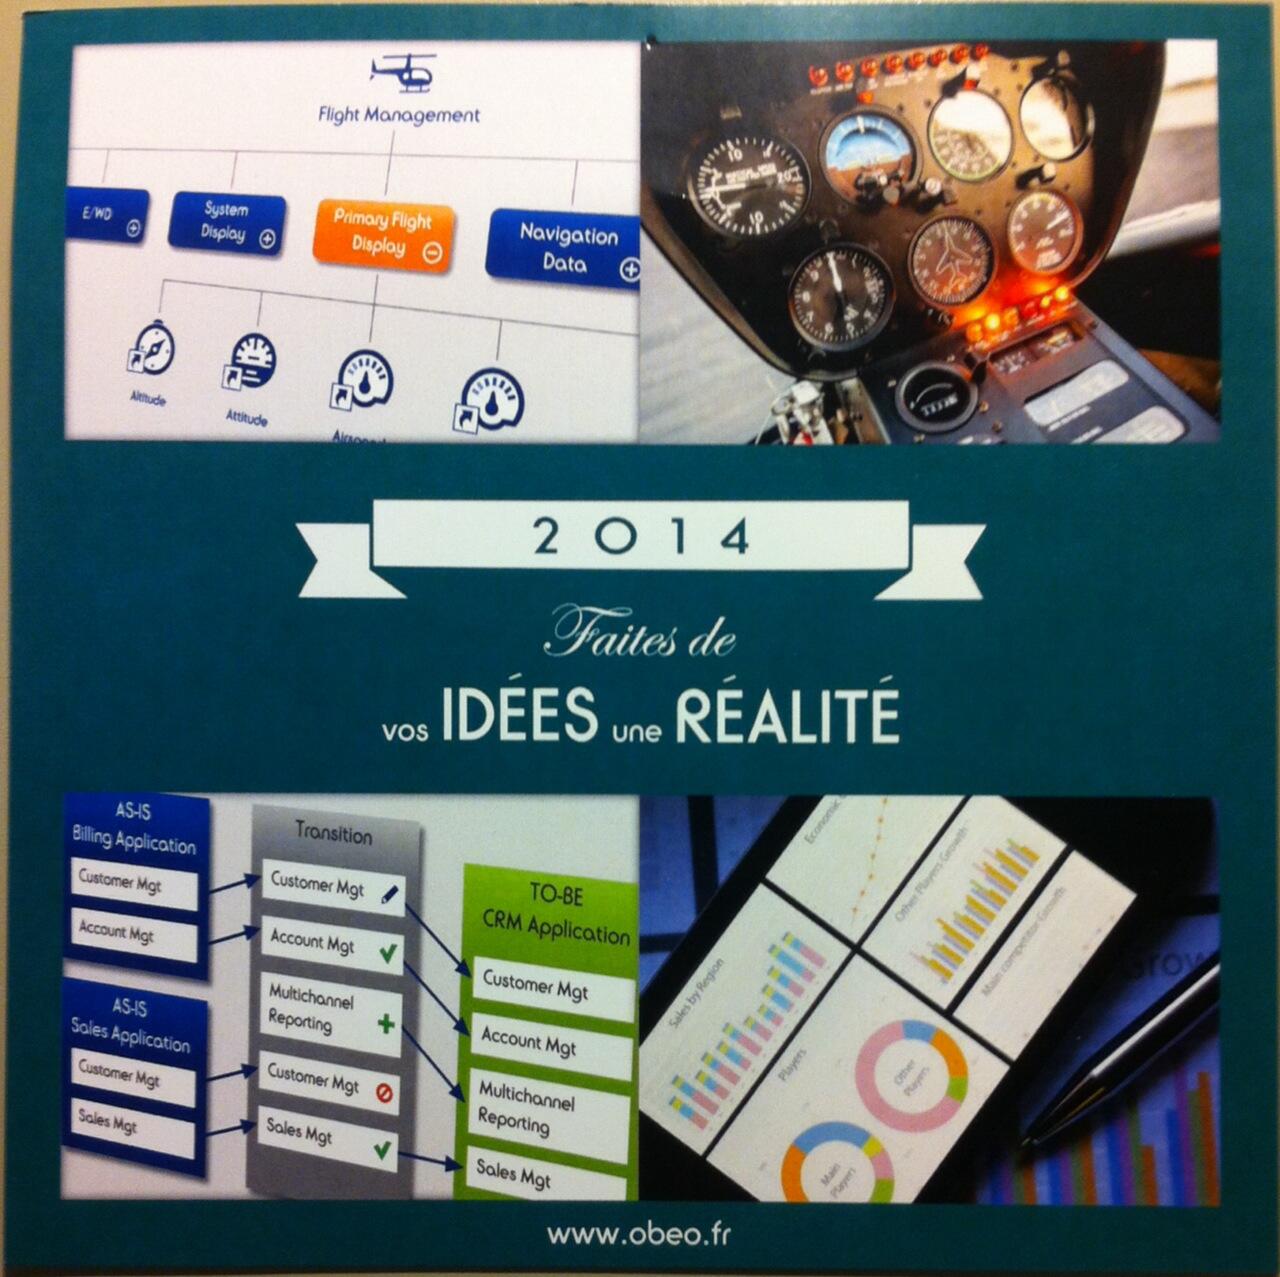 Flight Management
E/WD
System
Display
Primary Flight
Display
Navigation
Data
Altitude
Attitude
2014
Faites de
vos IDÉES une RÉALITÉ
AS-IS
Billing Application
Customer Mgt
Account Mgt
AS-IS
Sales Application
Customer Mgt
Sales Mgt
Transition
Customer Mgt
Account Mgt
Multichannel
Reporting
Customer Mgt
Sales Mgt
TO-BE
CRM Application
Customer Mgt
Account Mgt
Multichannel
Reporting
Sales Mgt
Economic
Other Players Growth
Main competitor Growth
Sales by Region
Players
Other
Players
Main
Players
www.obeo.fr